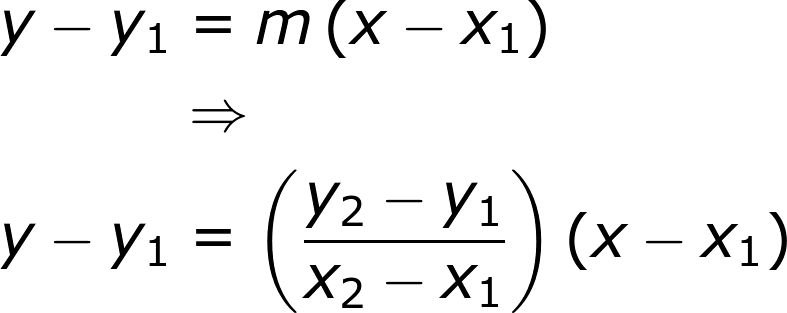 y − y₁ = m (x − x₁)
⇒
y − y₁ = ( (y₂ − y₁) / (x₂ − x₁) ) (x − x₁)